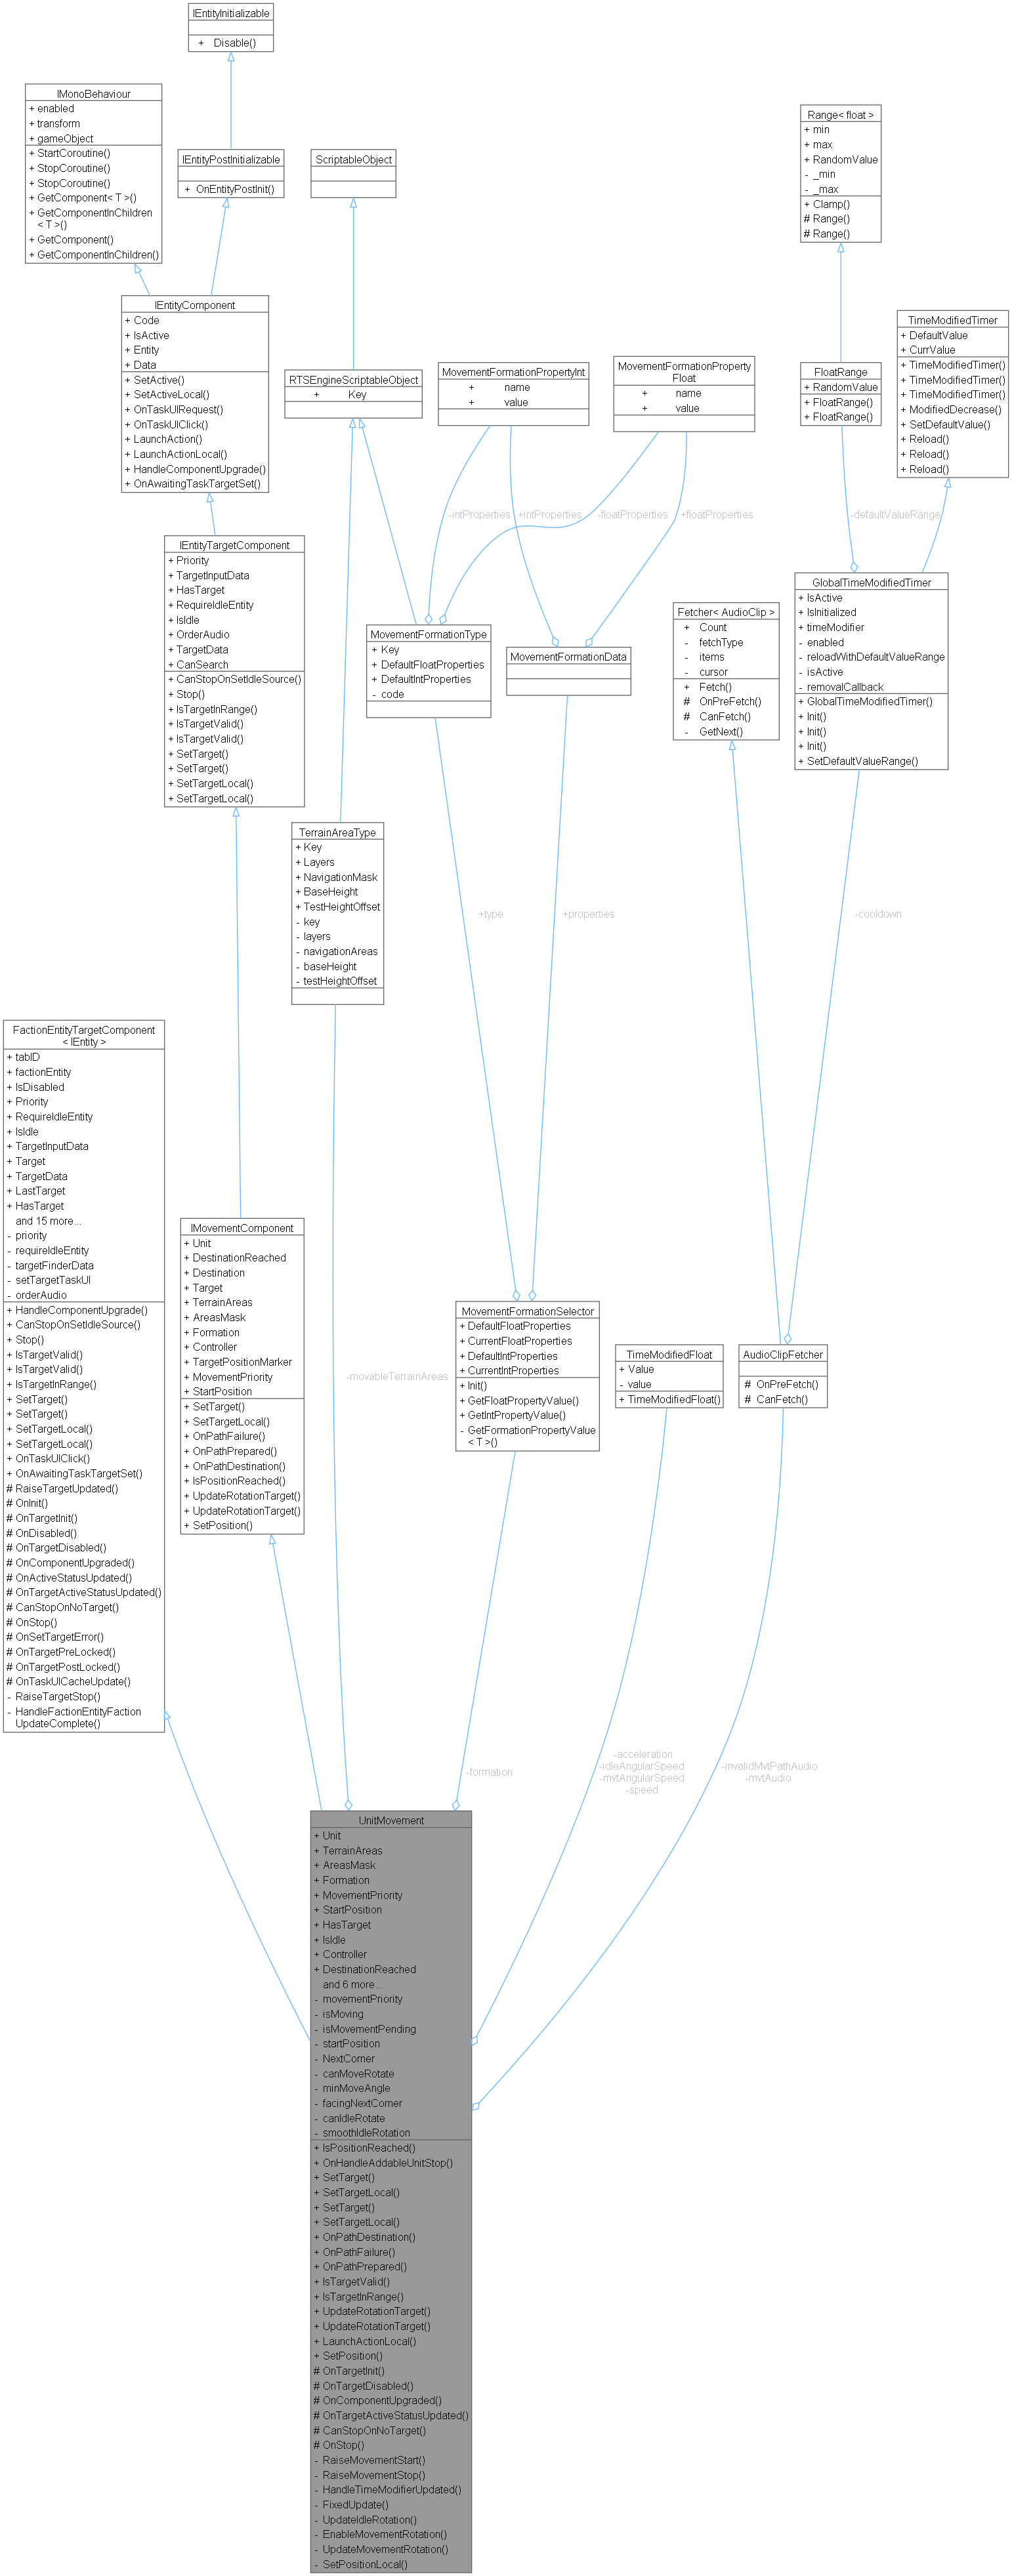 IEntityInitializable
+ Disable()
IMonoBehaviour
+ enabled
+ transform
+ gameObject
+ StartCoroutine()
+ StopCoroutine()
+ StopCoroutine()
+ GetComponent< T >()
+ GetComponentInChildren
< T >()
+ GetComponent()
+ GetComponentInChildren()
IEntityPostInitializable
+ OnEntityPostInit()
ScriptableObject
Range< float >
+ min
+ max
+ RandomValue
- _min
- _max
+ Clamp()
# Range()
# Range()
IEntityComponent
+ Code
+ IsActive
+ Entity
+ Data
+ SetActive()
+ SetActiveLocal()
+ OnTaskUIRequest()
+ OnTaskUIClick()
+ LaunchAction()
+ LaunchActionLocal()
+ HandleComponentUpgrade()
+ OnAwaitingTaskTargetSet()
RTSEngineScriptableObject
+ Key
MovementFormationPropertyInt
+ name
+ value
MovementFormationProperty
Float
+ name
+ value
FloatRange
+ RandomValue
+ FloatRange()
+ FloatRange()
TimeModifiedTimer
+ DefaultValue
+ CurrValue
+ TimeModifiedTimer()
+ TimeModifiedTimer()
+ TimeModifiedTimer()
+ ModifiedDecrease()
+ SetDefaultValue()
+ Reload()
+ Reload()
+ Reload()
-intProperties
+intProperties
-floatProperties
+floatProperties
-defaultValueRange
IEntityTargetComponent
+ Priority
+ TargetInputData
+ HasTarget
+ RequireIdleEntity
+ IsIdle
+ OrderAudio
+ TargetData
+ CanSearch
+ CanStopOnSetIdleSource()
+ Stop()
+ IsTargetInRange()
+ IsTargetValid()
+ IsTargetValid()
+ SetTarget()
+ SetTarget()
+ SetTargetLocal()
+ SetTargetLocal()
MovementFormationType
+ Key
+ DefaultFloatProperties
+ DefaultIntProperties
- code
MovementFormationData
Fetcher< AudioClip >
+ Count
- fetchType
- items
- cursor
+ Fetch()
# OnPreFetch()
# CanFetch()
- GetNext()
GlobalTimeModifiedTimer
+ IsActive
+ IsInitialized
+ timeModifier
- enabled
- reloadWithDefaultValueRange
- isActive
- removalCallback
+ GlobalTimeModifiedTimer()
+ Init()
+ Init()
+ Init()
+ SetDefaultValueRange()
TerrainAreaType
+ Key
+ Layers
+ NavigationMask
+ BaseHeight
+ TestHeightOffset
- key
- layers
- navigationAreas
- baseHeight
- testHeightOffset
+type
+properties
-cooldown
FactionEntityTargetComponent
< IEntity >
+ tabID
+ factionEntity
+ IsDisabled
+ Priority
+ RequireIdleEntity
+ IsIdle
+ TargetInputData
+ Target
+ TargetData
+ LastTarget
+ HasTarget
and 15 more...
- priority
- requireIdleEntity
- targetFinderData
- setTargetTaskUI
- orderAudio
+ HandleComponentUpgrade()
+ CanStopOnSetIdleSource()
+ Stop()
+ IsTargetValid()
+ IsTargetValid()
+ IsTargetInRange()
+ SetTarget()
+ SetTarget()
+ SetTargetLocal()
+ SetTargetLocal()
+ OnTaskUIClick()
+ OnAwaitingTaskTargetSet()
# RaiseTargetUpdated()
# OnInit()
# OnTargetInit()
# OnDisabled()
# OnTargetDisabled()
# OnComponentUpgraded()
# OnActiveStatusUpdated()
# OnTargetActiveStatusUpdated()
# CanStopOnNoTarget()
# OnStop()
# OnSetTargetError()
# OnTargetPreLocked()
# OnTargetPostLocked()
# OnTaskUICacheUpdate()
- RaiseTargetStop()
- HandleFactionEntityFaction
UpdateComplete()
IMovementComponent
+ Unit
+ DestinationReached
+ Destination
+ Target
+ TerrainAreas
+ AreasMask
+ Formation
+ Controller
+ TargetPositionMarker
+ MovementPriority
+ StartPosition
+ SetTarget()
+ SetTargetLocal()
+ OnPathFailure()
+ OnPathPrepared()
+ OnPathDestination()
+ IsPositionReached()
+ UpdateRotationTarget()
+ UpdateRotationTarget()
+ SetPosition()
-movableTerrainAreas
MovementFormationSelector
+ DefaultFloatProperties
+ CurrentFloatProperties
+ DefaultIntProperties
+ CurrentIntProperties
+ Init()
+ GetFloatPropertyValue()
+ GetIntPropertyValue()
- GetFormationPropertyValue
< T >()
TimeModifiedFloat
+ Value
- value
+ TimeModifiedFloat()
AudioClipFetcher
# OnPreFetch()
# CanFetch()
-formation
-acceleration
-idleAngularSpeed
-mvtAngularSpeed
-speed
-invalidMvtPathAudio
-mvtAudio
UnitMovement
+ Unit
+ TerrainAreas
+ AreasMask
+ Formation
+ MovementPriority
+ StartPosition
+ HasTarget
+ IsIdle
+ Controller
+ DestinationReached
and 6 more...
- movementPriority
- isMoving
- isMovementPending
- startPosition
- NextCorner
- canMoveRotate
- minMoveAngle
- facingNextCorner
- canIdleRotate
- smoothIdleRotation
+ IsPositionReached()
+ OnHandleAddableUnitStop()
+ SetTarget()
+ SetTargetLocal()
+ SetTarget()
+ SetTargetLocal()
+ OnPathDestination()
+ OnPathFailure()
+ OnPathPrepared()
+ IsTargetValid()
+ IsTargetInRange()
+ UpdateRotationTarget()
+ UpdateRotationTarget()
+ LaunchActionLocal()
+ SetPosition()
# OnTargetInit()
# OnTargetDisabled()
# OnComponentUpgraded()
# OnTargetActiveStatusUpdated()
# CanStopOnNoTarget()
# OnStop()
- RaiseMovementStart()
- RaiseMovementStop()
- HandleTimeModifierUpdated()
- FixedUpdate()
- UpdateIdleRotation()
- EnableMovementRotation()
- UpdateMovementRotation()
- SetPositionLocal()